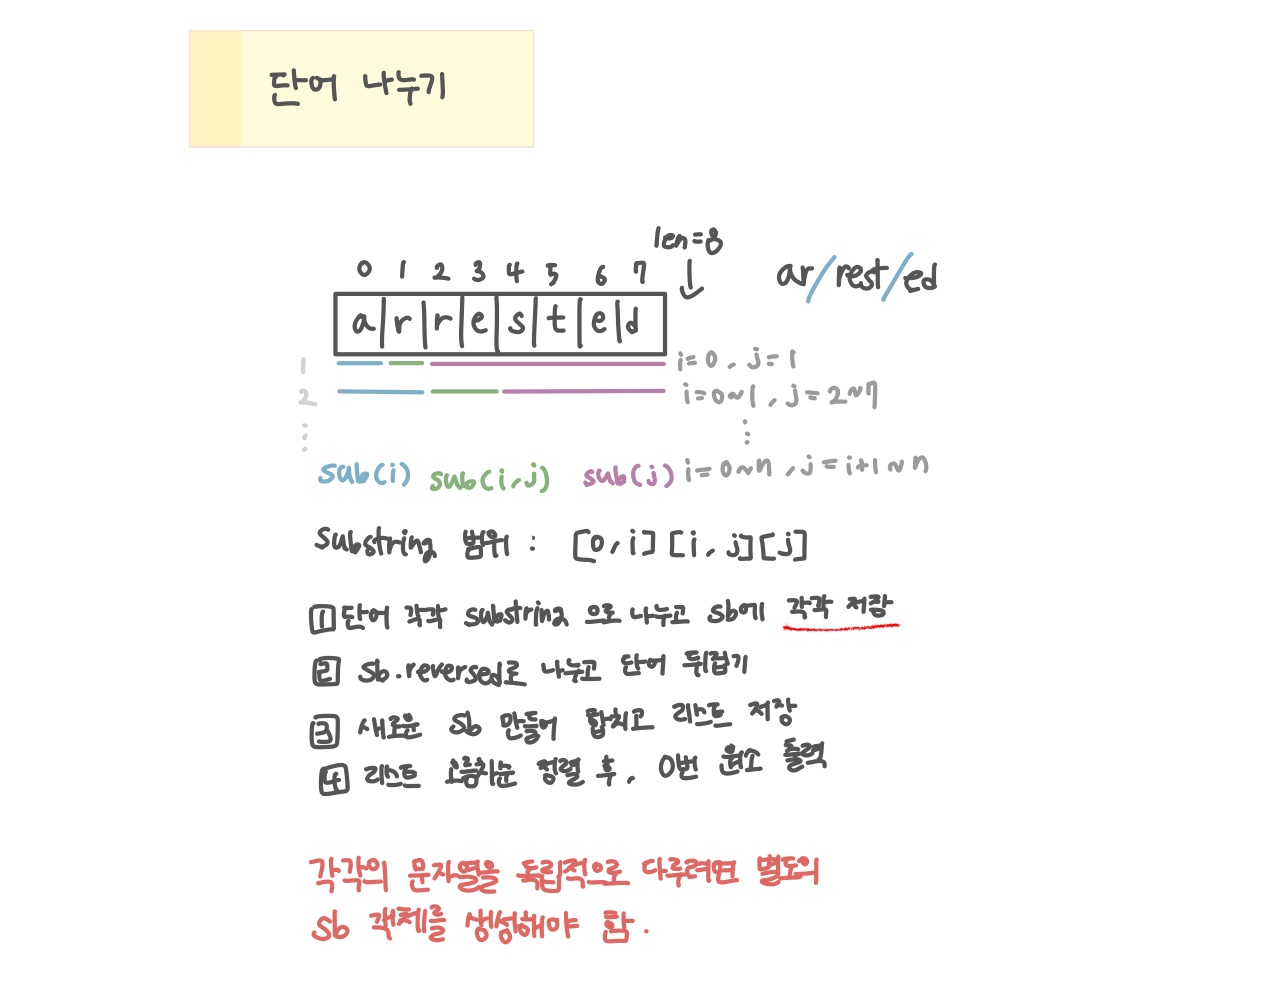 단어 나누기
len=8
0 1 2 3 4 5 6 7
ar/rest/ed
a r r e s t e d
1 i=0, j=1
2 i=0~1, j=2~7
⋮ ⋮
sub(i) sub(i,j) sub(j) i=0~n, j=i+1~n
substring 범위 : [0,i][i,j][j]
1 단어 각각 substring 으로 나누고 sb에 각각 저장
2 sb.reversed로 나누고 단어 뒤집기
3 새로운 sb 만들어 합치고 리스트 저장
4 리스트 오름차순 정렬 후, 0번 원소 출력
각각의 문자열을 독립적으로 다루려면 별도의
sb 객체를 생성해야 함.